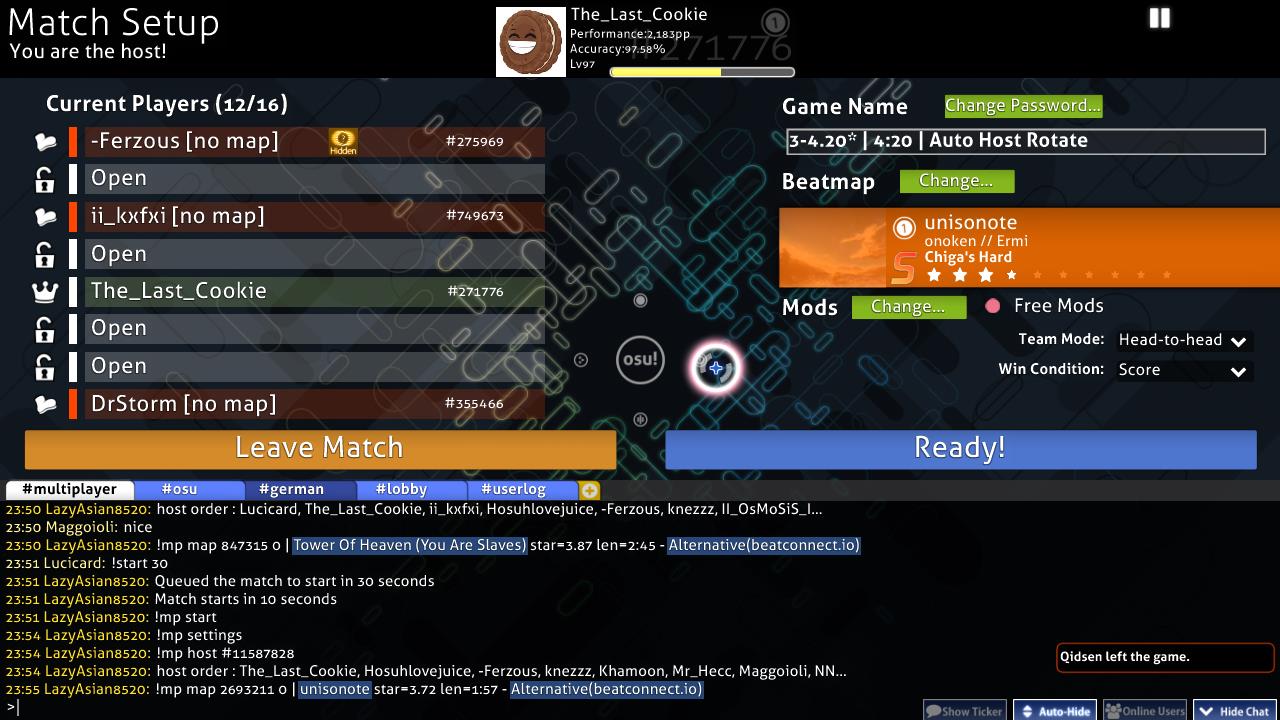 Match Setup
You are the host!
The_Last_Cookie
Performance:2,183pp
Accuracy:97.58%
Lv97
#271776
Current Players (12/16)
-Ferzous [no map]
Hidden
#275969
Open
ii_kxfxi [no map]
#749673
Open
The_Last_Cookie
#271776
Open
Open
DrStorm [no map]
#355466
Game Name
Change Password...
3-4.20* | 4:20 | Auto Host Rotate
Beatmap
Change...
unisonote
onoken // Ermi
Chiga's Hard
Mods
Change...
Free Mods
Team Mode:
Head-to-head
Win Condition:
Score
osu!
Leave Match
Ready!
#multiplayer
#osu
#german
#lobby
#userlog
23:50 LazyAsian8520: host order : Lucicard, The_Last_Cookie, ii_kxfxi, Hosuhlovejuice, -Ferzous, knezzz, II_OsMoSiS_I...
23:50 Maggoioli: nice
23:50 LazyAsian8520: !mp map 847315 0 | Tower Of Heaven (You Are Slaves) star=3.87 len=2:45 - Alternative(beatconnect.io)
23:51 Lucicard: !start 30
23:51 LazyAsian8520: Queued the match to start in 30 seconds
23:51 LazyAsian8520: Match starts in 10 seconds
23:51 LazyAsian8520: !mp start
23:54 LazyAsian8520: !mp settings
23:54 LazyAsian8520: !mp host #11587828
23:54 LazyAsian8520: host order : The_Last_Cookie, Hosuhlovejuice, -Ferzous, knezzz, Khamoon, Mr_Hecc, Maggoioli, NN...
23:55 LazyAsian8520: !mp map 2693211 0 | unisonote star=3.72 len=1:57 - Alternative(beatconnect.io)
>|
Qidsen left the game.
Show Ticker
Auto-Hide
Online Users
Hide Chat